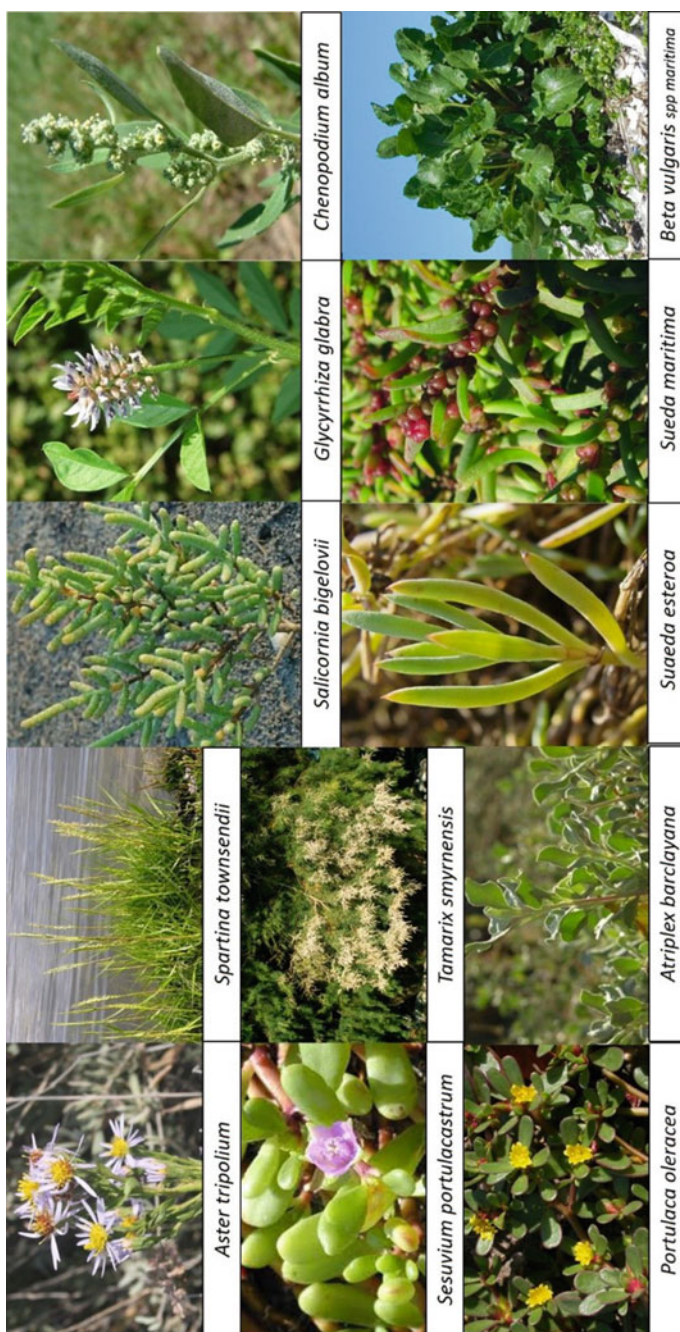 Aster tripolium
Spartina townsendii
Salicornia bigelovii
Glycyrrhiza glabra
Chenopodium album
Sesuvium portulacastrum
Tamarix smyrnensis
Portulaca oleracea
Atriplex barclayana
Suaeda esteroa
Sueda maritima
Beta vulgaris spp maritima